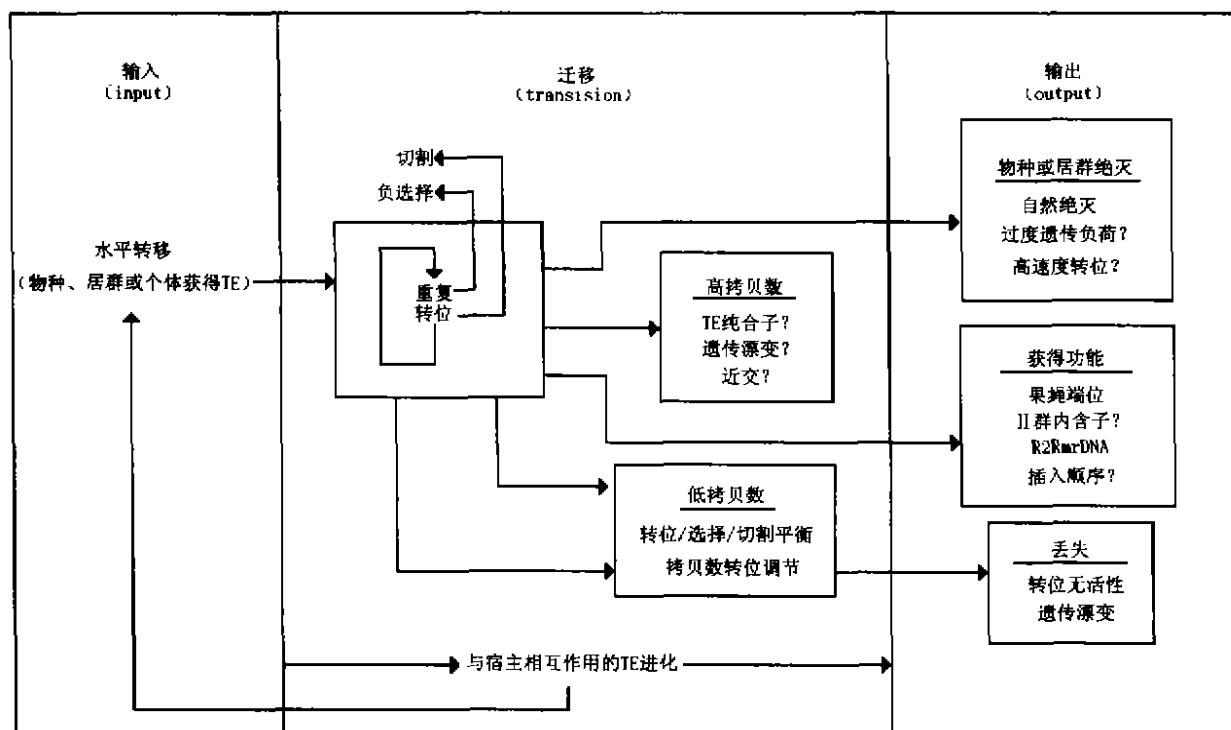 输入
(input)
水平转移
(物种、居群或个体获得TE)
迁移
(transision)
切割
负选择
重复
转位
高拷贝数
TE纯合子?
遗传漂变?
近交?
低拷贝数
转位/选择/切割平衡
拷贝数转位调节
与宿主相互作用的TE进化
输出
(output)
物种或居群绝灭
自然绝灭
过度遗传负荷?
高速度转位?
获得功能
果蝇端位
II群内含子?
R2RmrDNA
插入顺序?
丢失
转位无活性
遗传漂变